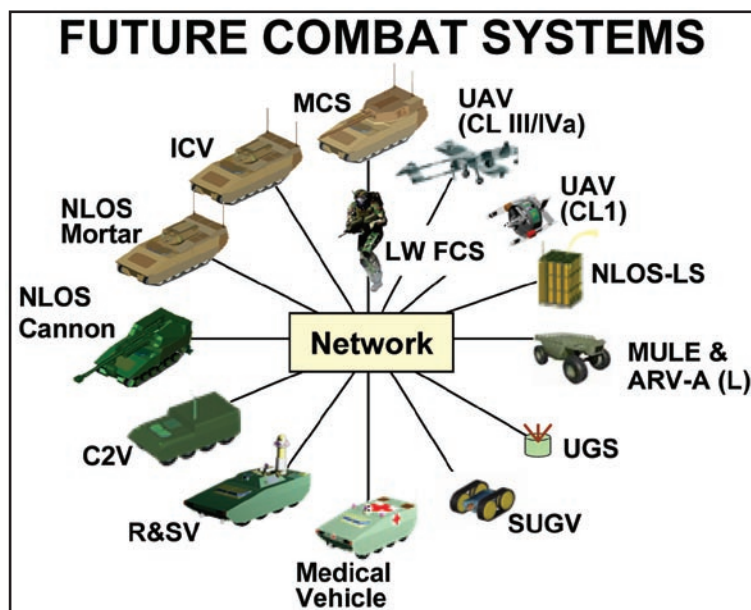 FUTURE COMBAT SYSTEMS
MCS
UAV
(CL III/IVa)
ICV
UAV
(CL1)
NLOS
Mortar
LW FCS
NLOS-LS
NLOS
Cannon
Network
MULE &
ARV-A (L)
C2V
UGS
R&SV
SUGV
Medical
Vehicle